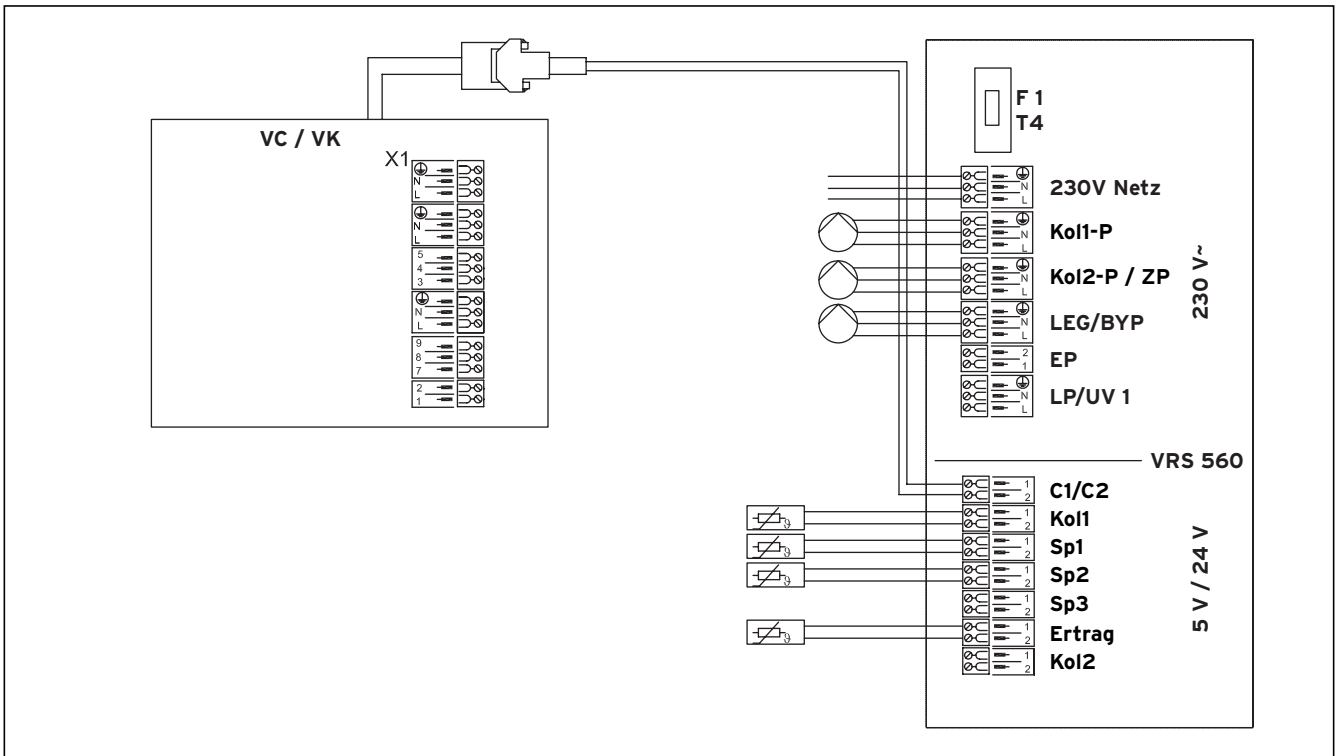 VC / VK
X1
N
L
N
L
5
4
3
N
L
9
8
7
2
1
F 1
T4
N
L
230V Netz
N
L
Kol1-P
N
L
Kol2-P / ZP
N
L
LEG/BYP
2
1
EP
N
L
LP/UV 1
230 V~
VRS 560
1
2
C1/C2
1
2
Kol1
1
2
Sp1
1
2
Sp2
1
2
Sp3
1
2
Ertrag
1
2
Kol2
5 V / 24 V
ϑ
ϑ
ϑ
ϑ